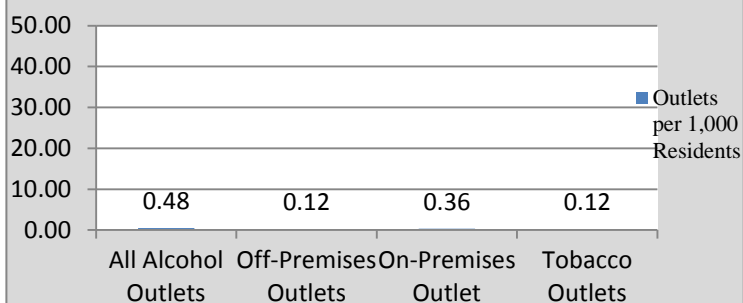 50.00
40.00
30.00
20.00
10.00
0.00
0.48 0.12 0.36 0.12
All Alcohol Off-Premises On-Premises Tobacco
Outlets Outlets Outlet Outlets
Outlets
per 1,000
Residents